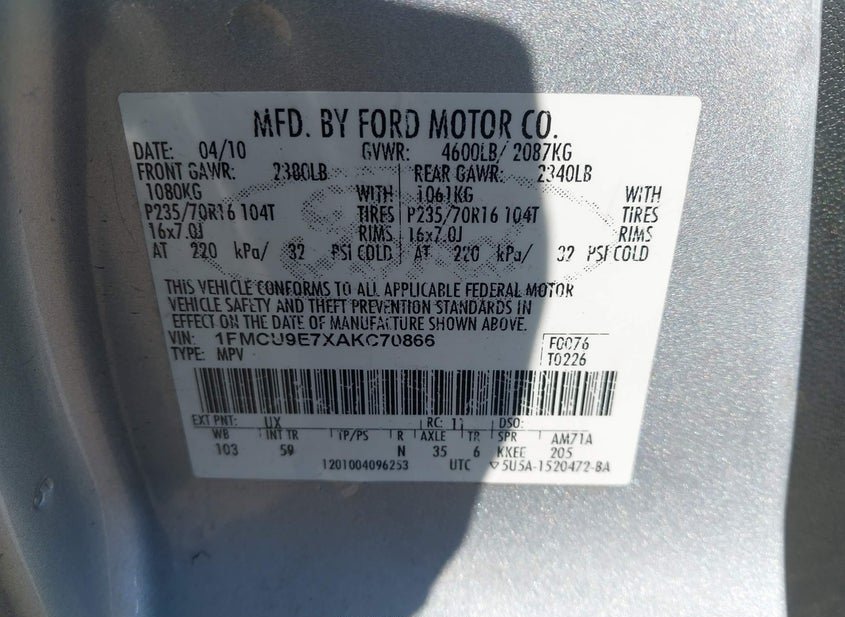 MFD. BY FORD MOTOR CO.
DATE: 04/10 GVWR: 4600LB/ 2087KG
FRONT GAWR: 2380LB REAR GAWR: 2340LB
1080KG WITH 1061KG WITH
P235/70R16 104T TIRES P235/70R16 104T TIRES
16x7.0J RIMS 16x7.0J RIMS
AT 220 kPa/ 32 PSI COLD AT 220 kPa/ 32 PSI COLD
THIS VEHICLE CONFORMS TO ALL APPLICABLE FEDERAL MOTOR
VEHICLE SAFETY AND THEFT PREVENTION STANDARDS IN
EFFECT ON THE DATE OF MANUFACTURE SHOWN ABOVE.
VIN: 1FMCU9E7XAKC70866 F0076
TYPE: MPV T0226
EXT PNT: UX RC: 11 DSO:
WB INT TR TP/PS R AXLE TR SPR AM71A
103 59 N 35 6 KKEE 205
1201004096253 UTC ▽5U5A-1520472-BA